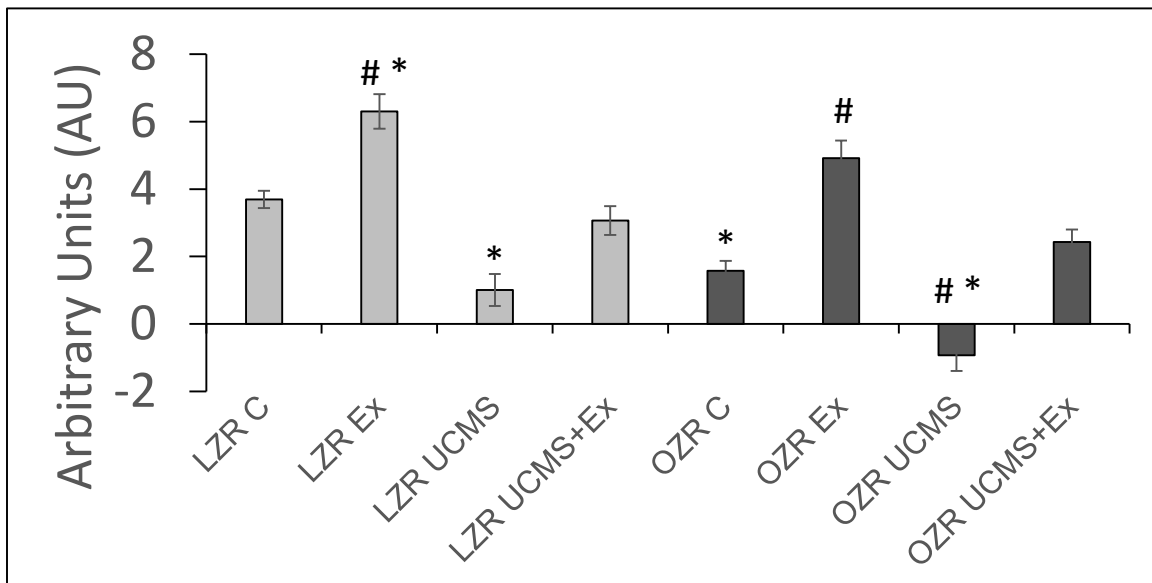 Arbitrary Units (AU)
8
6
4
2
0
-2
# *
*
*
#
# *
LZR C
LZR Ex
LZR UCMS
LZR UCMS+Ex
OZR C
OZR Ex
OZR UCMS
OZR UCMS+Ex